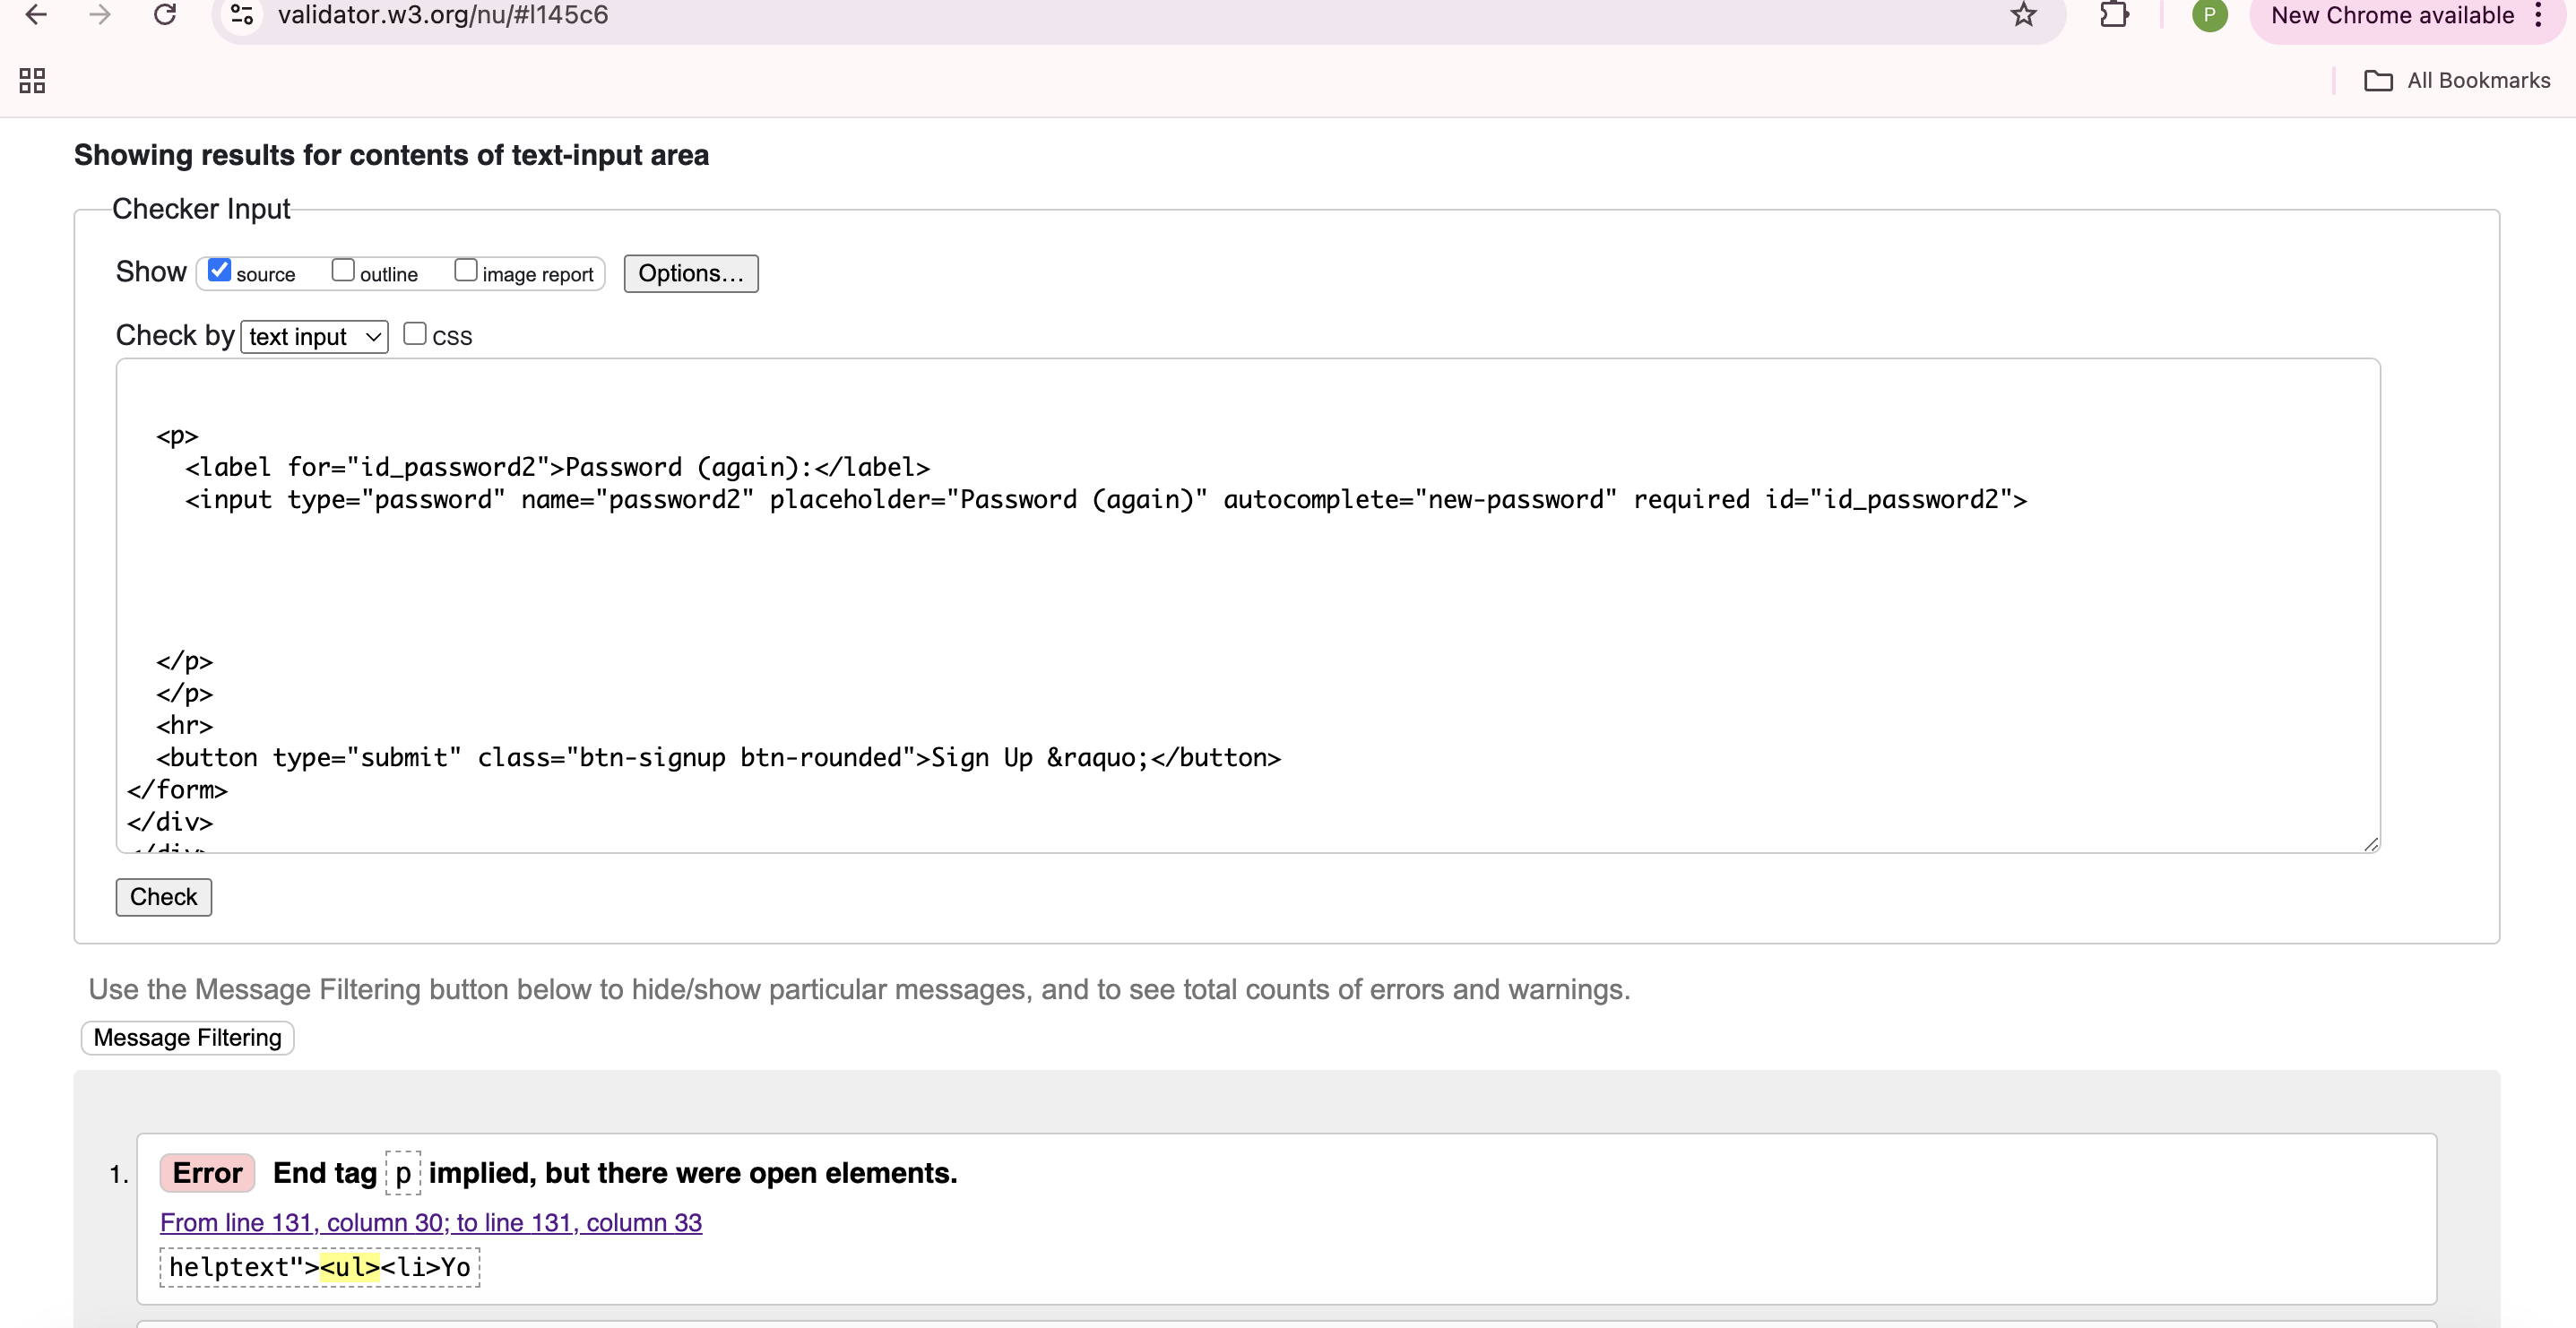 validator.w3.org/nu/#l145c6
P
New Chrome available
All Bookmarks
Showing results for contents of text-input area
Checker Input
Show source outline image report Options...
Check by text input CSS
<p>
<label for="id_password2">Password (again):</label>
<input type="password" name="password2" placeholder="Password (again)" autocomplete="new-password" required id="id_password2">
</p>
</p>
<hr>
<button type="submit" class="btn-signup btn-rounded">Sign Up &raquo;</button>
</form>
</div>
</div>
Check
Use the Message Filtering button below to hide/show particular messages, and to see total counts of errors and warnings.
Message Filtering
1. Error End tag p implied, but there were open elements.
From line 131, column 30; to line 131, column 33
helptext"><ul><li>Yo